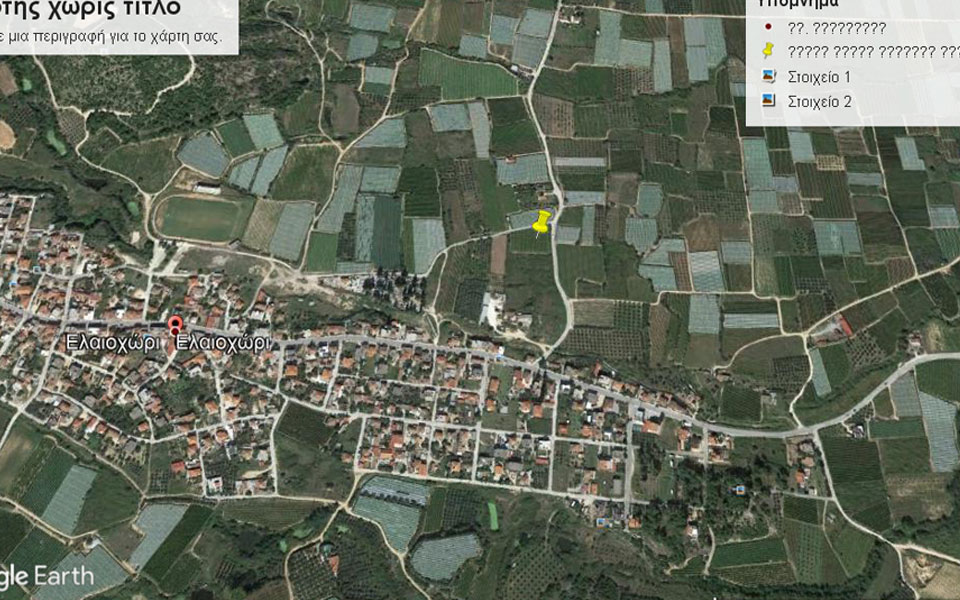 της χωρίς τίτλο
ε μια περιγραφή για το χάρτη σας.
Υπόμνημα
??. ?????????
????? ????? ??????? ???
Στοιχείο 1
Στοιχείο 2
Ελαιοχώρι Ελαιοχώρι
gle Earth